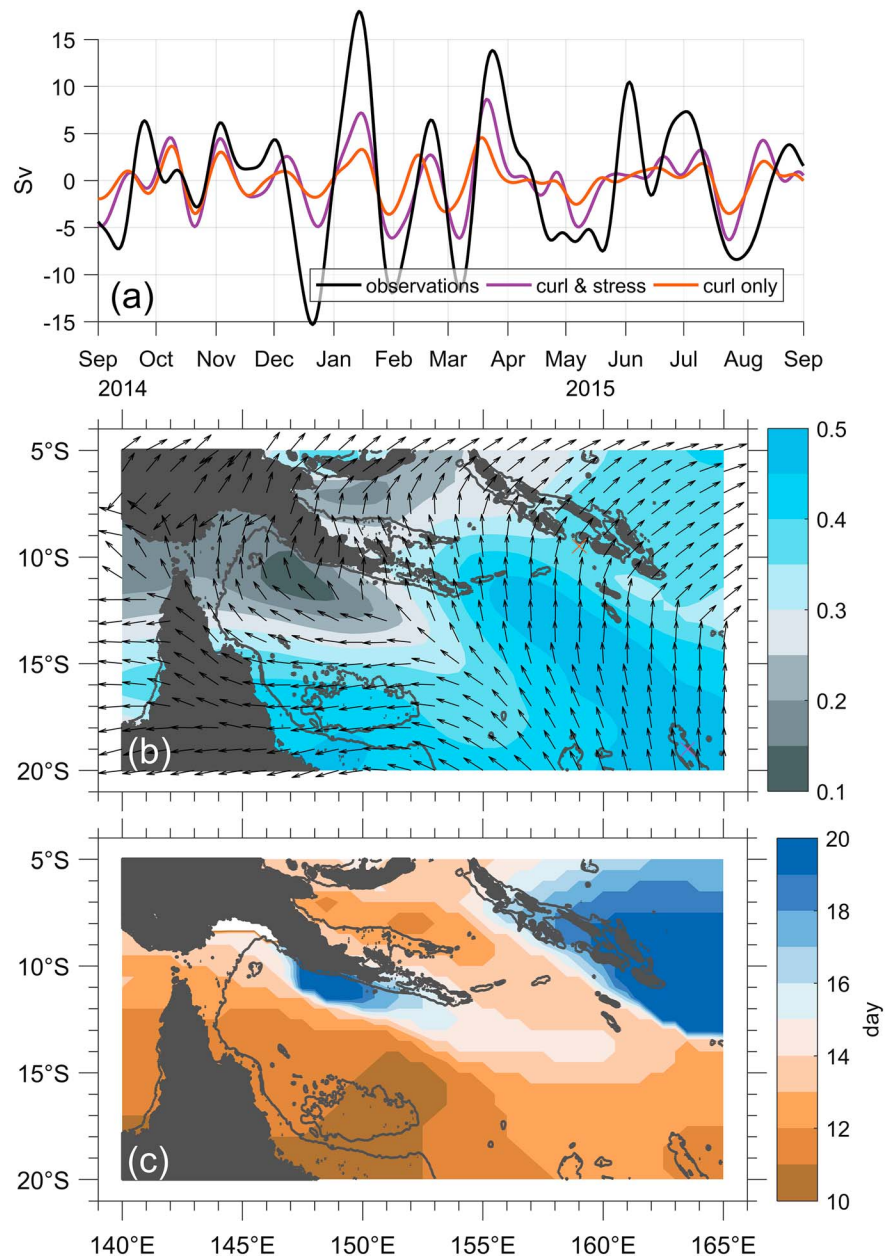 15
10
5
0
-5
-10
-15
Sv
(a)
observations curl & stress curl only
Sep Oct Nov Dec Jan Feb Mar Apr May Jun Jul Aug Sep
2014 2015
5°S
10°S
15°S
20°S
(b)
0.5
0.4
0.3
0.2
0.1
5°S
10°S
15°S
20°S
(c)
20
18
16
14
12
10
day
140°E 145°E 150°E 155°E 160°E 165°E